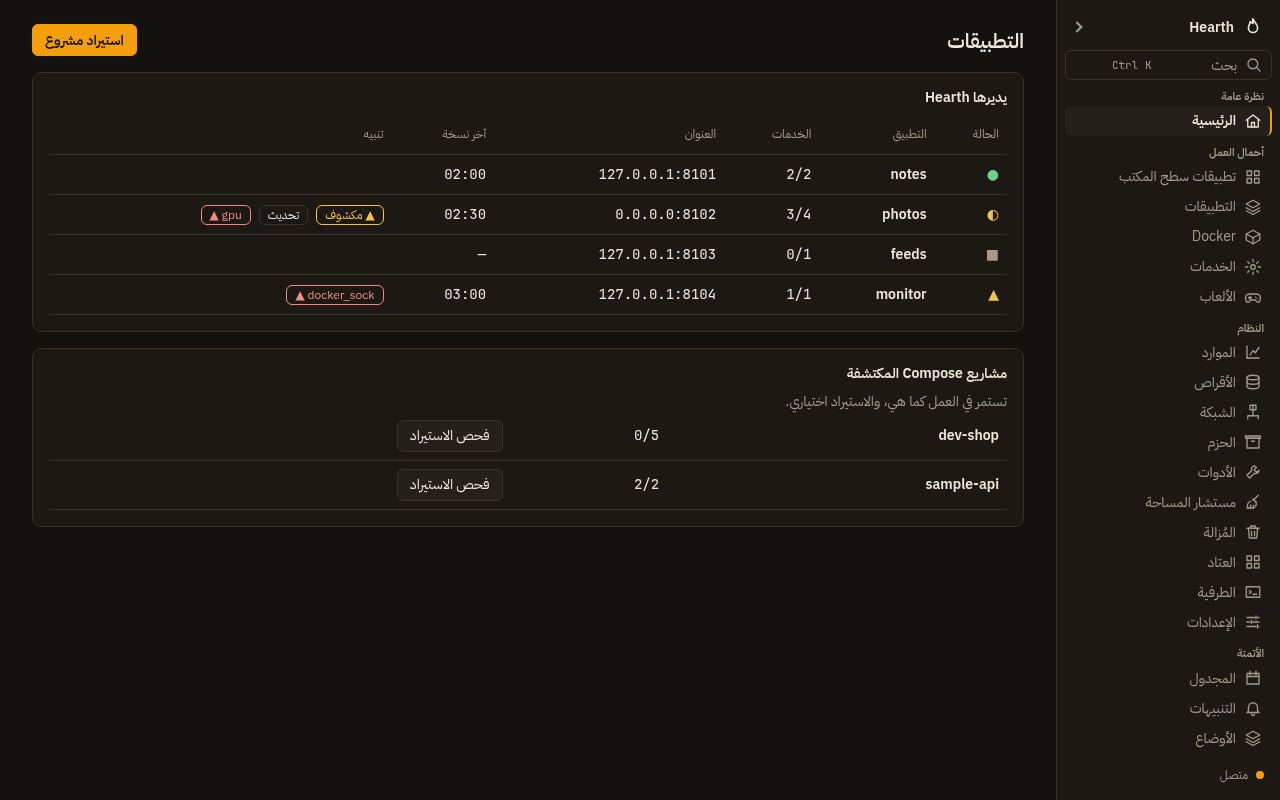 Hearth
بحث Ctrl K
نظرة عامة
الرئيسية
أحمال العمل
تطبيقات سطح المكتب
التطبيقات
Docker
الخدمات
الألعاب
النظام
الموارد
الأقراص
الشبكة
الحزم
الأدوات
مستشار المساحة
المُزالة
العتاد
الطرفية
الإعدادات
الأتمتة
المجدول
التنبيهات
الأوضاع
متصل
التطبيقات
استيراد مشروع
يديرها Hearth
الحالة التطبيق الخدمات العنوان آخر نسخة تنبيه
notes 2/2 127.0.0.1:8101 02:00
photos 3/4 0.0.0.0:8102 02:30 ▲ مكشوف تحديث ▲ gpu
feeds 0/1 127.0.0.1:8103 —
monitor 1/1 127.0.0.1:8104 03:00 ▲ docker_sock
مشاريع Compose المكتشفة
تستمر في العمل كما هي، والاستيراد اختياري.
dev-shop 0/5 فحص الاستيراد
sample-api 2/2 فحص الاستيراد